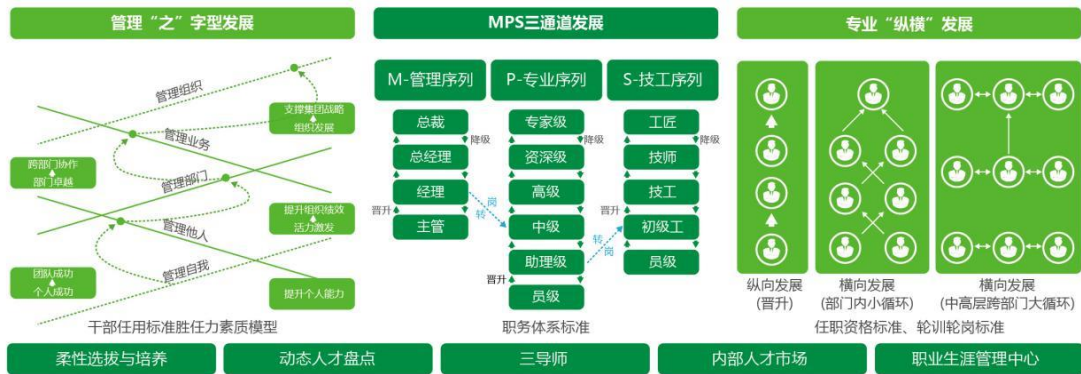 管理“之”字型发展
管理组织
支撑集团战略
组织发展
管理业务
跨部门协作
部门卓越
管理部门
提升组织绩效
活力激发
管理他人
团队成功
个人成功
管理自我
提升个人能力
干部任用标准胜任力素质模型
MPS三通道发展
M-管理序列
P-专业序列
S-技工序列
总裁
总经理
经理
主管
晋升
降级
转岗
专家级
资深级
高级
中级
助理级
员级
晋升
降级
转岗
工匠
技师
技工
初级工
员级
晋升
降级
职务体系标准
专业“纵横”发展
纵向发展
(晋升)
横向发展
(部门内小循环)
横向发展
(中高层跨部门大循环)
任职资格标准、轮训轮岗标准
柔性选拔与培养
动态人才盘点
三导师
内部人才市场
职业生涯管理中心